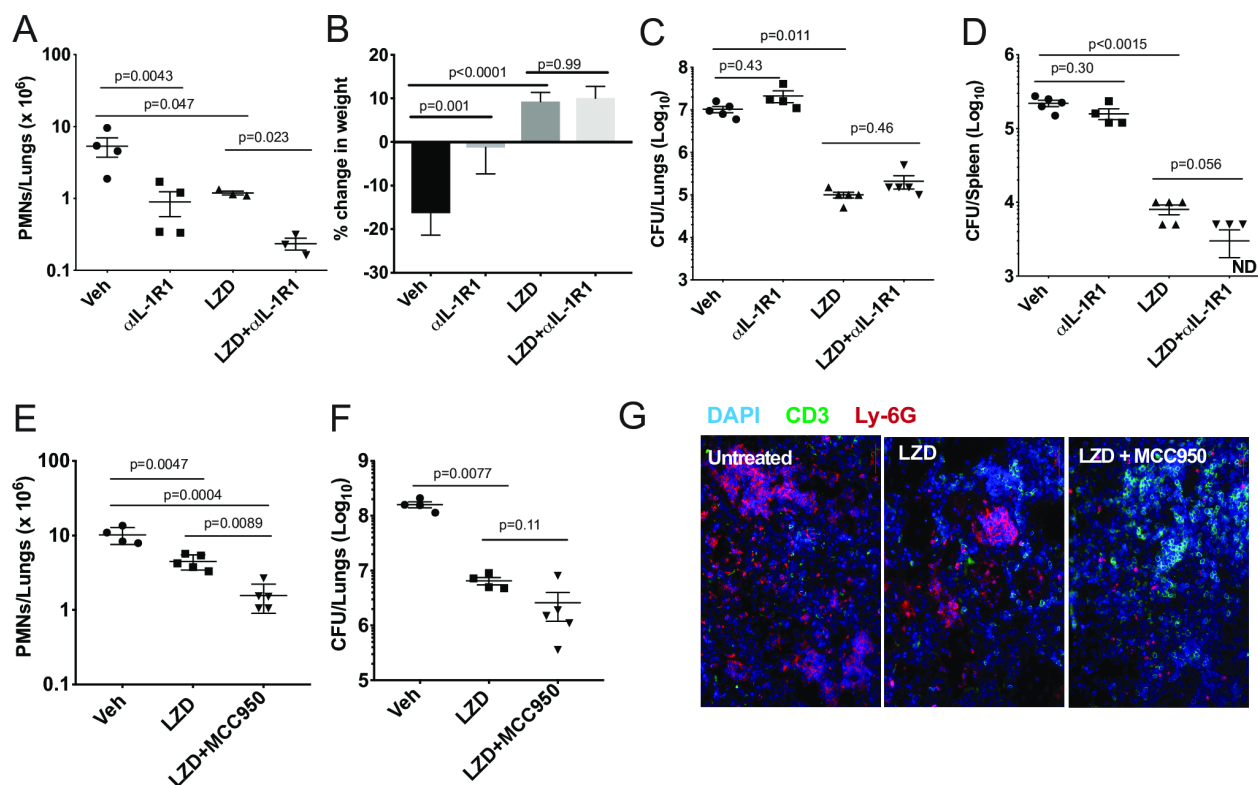 A
PMNs/Lungs (x 10⁶)
100
10
1
0.1
p=0.0043
p=0.047
p=0.023
Veh
αIL-1R1
LZD
LZD+αIL-1R1
B
% change in weight
20
10
0
-10
-20
-30
p=0.99
p<0.0001
p=0.001
Veh
αIL-1R1
LZD
LZD+αIL-1R1
C
CFU/Lungs (Log₁₀)
8
7
6
5
4
3
p=0.011
p=0.43
p=0.46
Veh
αIL-1R1
LZD
LZD+αIL-1R1
D
CFU/Spleen (Log₁₀)
6
5
4
3
p<0.0015
p=0.30
p=0.056
ND
Veh
αIL-1R1
LZD
LZD+αIL-1R1
E
PMNs/Lungs (x 10⁶)
100
10
1
0.1
p=0.0047
p=0.0004
p=0.0089
Veh
LZD
LZD+MCC950
F
CFU/Lungs (Log₁₀)
9
8
7
6
5
p=0.0077
p=0.11
Veh
LZD
LZD+MCC950
G
DAPI CD3 Ly-6G
Untreated
LZD
LZD + MCC950